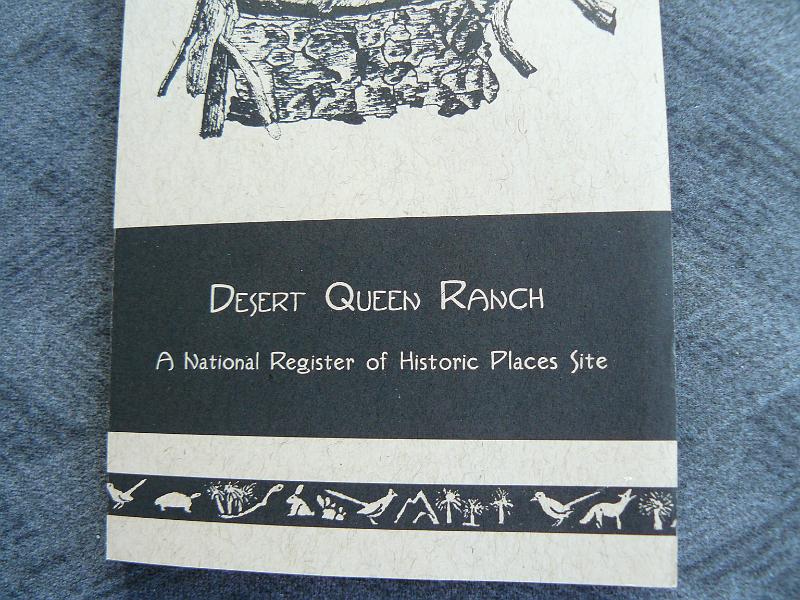 Desert Queen Ranch
A National Register of Historic Places Site